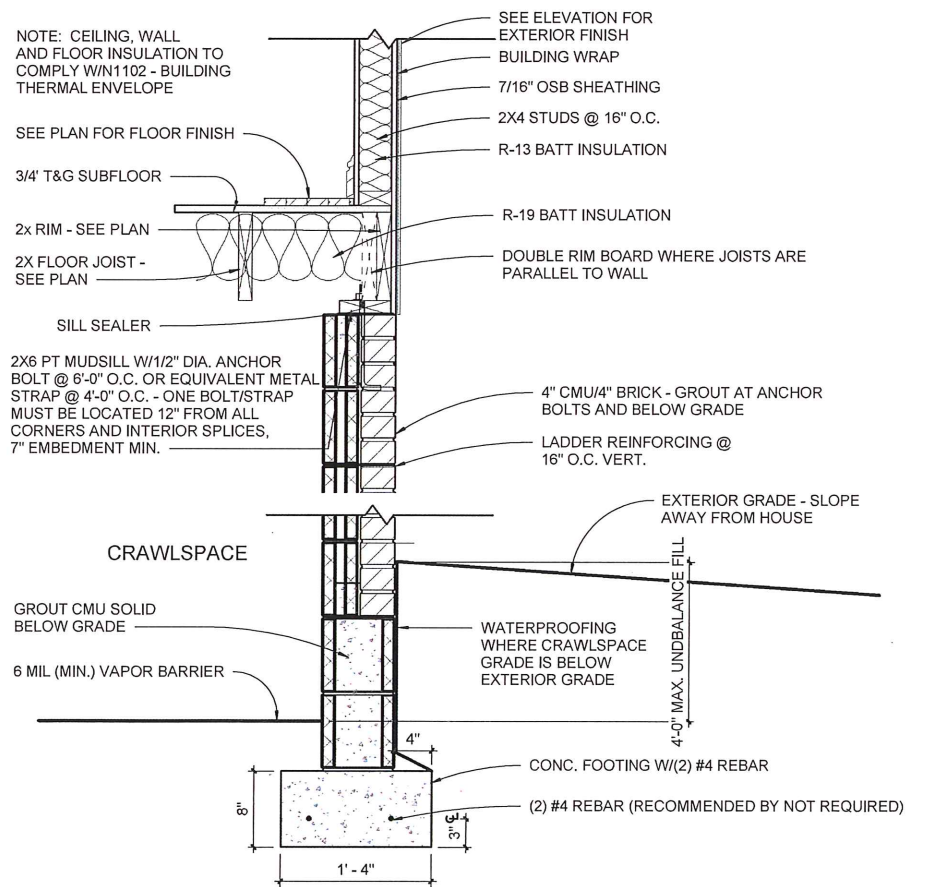 NOTE: CEILING, WALL
AND FLOOR INSULATION TO
COMPLY W/N1102 - BUILDING
THERMAL ENVELOPE
SEE PLAN FOR FLOOR FINISH
3/4' T&G SUBFLOOR
2x RIM - SEE PLAN
2X FLOOR JOIST -
SEE PLAN
SILL SEALER
2X6 PT MUDSILL W/1/2" DIA. ANCHOR
BOLT @ 6'-0" O.C. OR EQUIVALENT METAL
STRAP @ 4'-0" O.C. - ONE BOLT/STRAP
MUST BE LOCATED 12" FROM ALL
CORNERS AND INTERIOR SPLICES,
7" EMBEDMENT MIN.
SEE ELEVATION FOR
EXTERIOR FINISH
BUILDING WRAP
7/16" OSB SHEATHING
2X4 STUDS @ 16" O.C.
R-13 BATT INSULATION
R-19 BATT INSULATION
DOUBLE RIM BOARD WHERE JOISTS ARE
PARALLEL TO WALL
4" CMU/4" BRICK - GROUT AT ANCHOR
BOLTS AND BELOW GRADE
LADDER REINFORCING @
16" O.C. VERT.
EXTERIOR GRADE - SLOPE
AWAY FROM HOUSE
CRAWLSPACE
GROUT CMU SOLID
BELOW GRADE
6 MIL (MIN.) VAPOR BARRIER
WATERPROOFING
WHERE CRAWLSPACE
GRADE IS BELOW
EXTERIOR GRADE
4'-0" MAX. UNDBALANCE FILL
4"
CONC. FOOTING W/(2) #4 REBAR
(2) #4 REBAR (RECOMMENDED BY NOT REQUIRED)
8"
3" ℄
1' - 4"